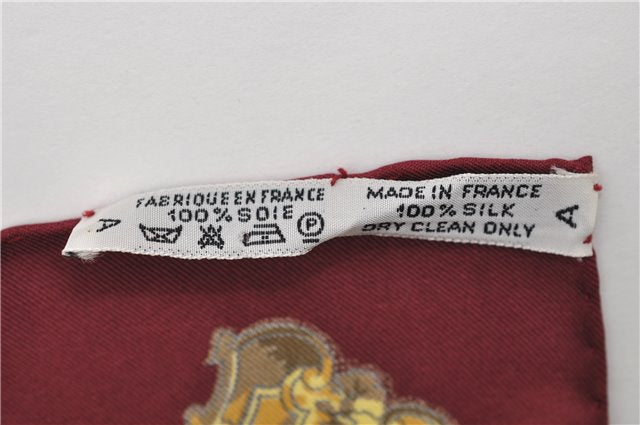 A
FABRIQUE EN FRANCE
100% SOIE
P
MADE IN FRANCE
100% SILK
DRY CLEAN ONLY
A